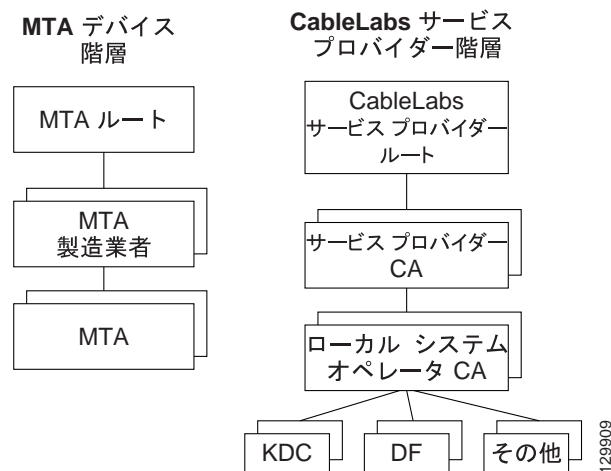 MTA デバイス
階層
MTA ルート
MTA
製造業者
MTA
CableLabs サービス
プロバイダー階層
CableLabs
サービス プロバイダー
ルート
サービス プロバイダー
CA
ローカル システム
オペレータ CA
KDC
DF
その他
129909